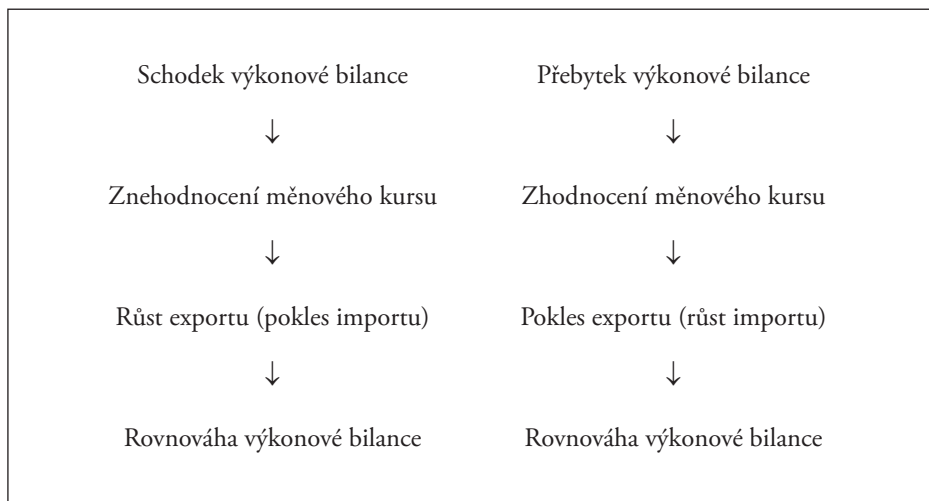 Schodek výkonové bilance
↓
Znehodnocení měnového kursu
↓
Růst exportu (pokles importu)
↓
Rovnováha výkonové bilance
Přebytek výkonové bilance
↓
Zhodnocení měnového kursu
↓
Pokles exportu (růst importu)
↓
Rovnováha výkonové bilance